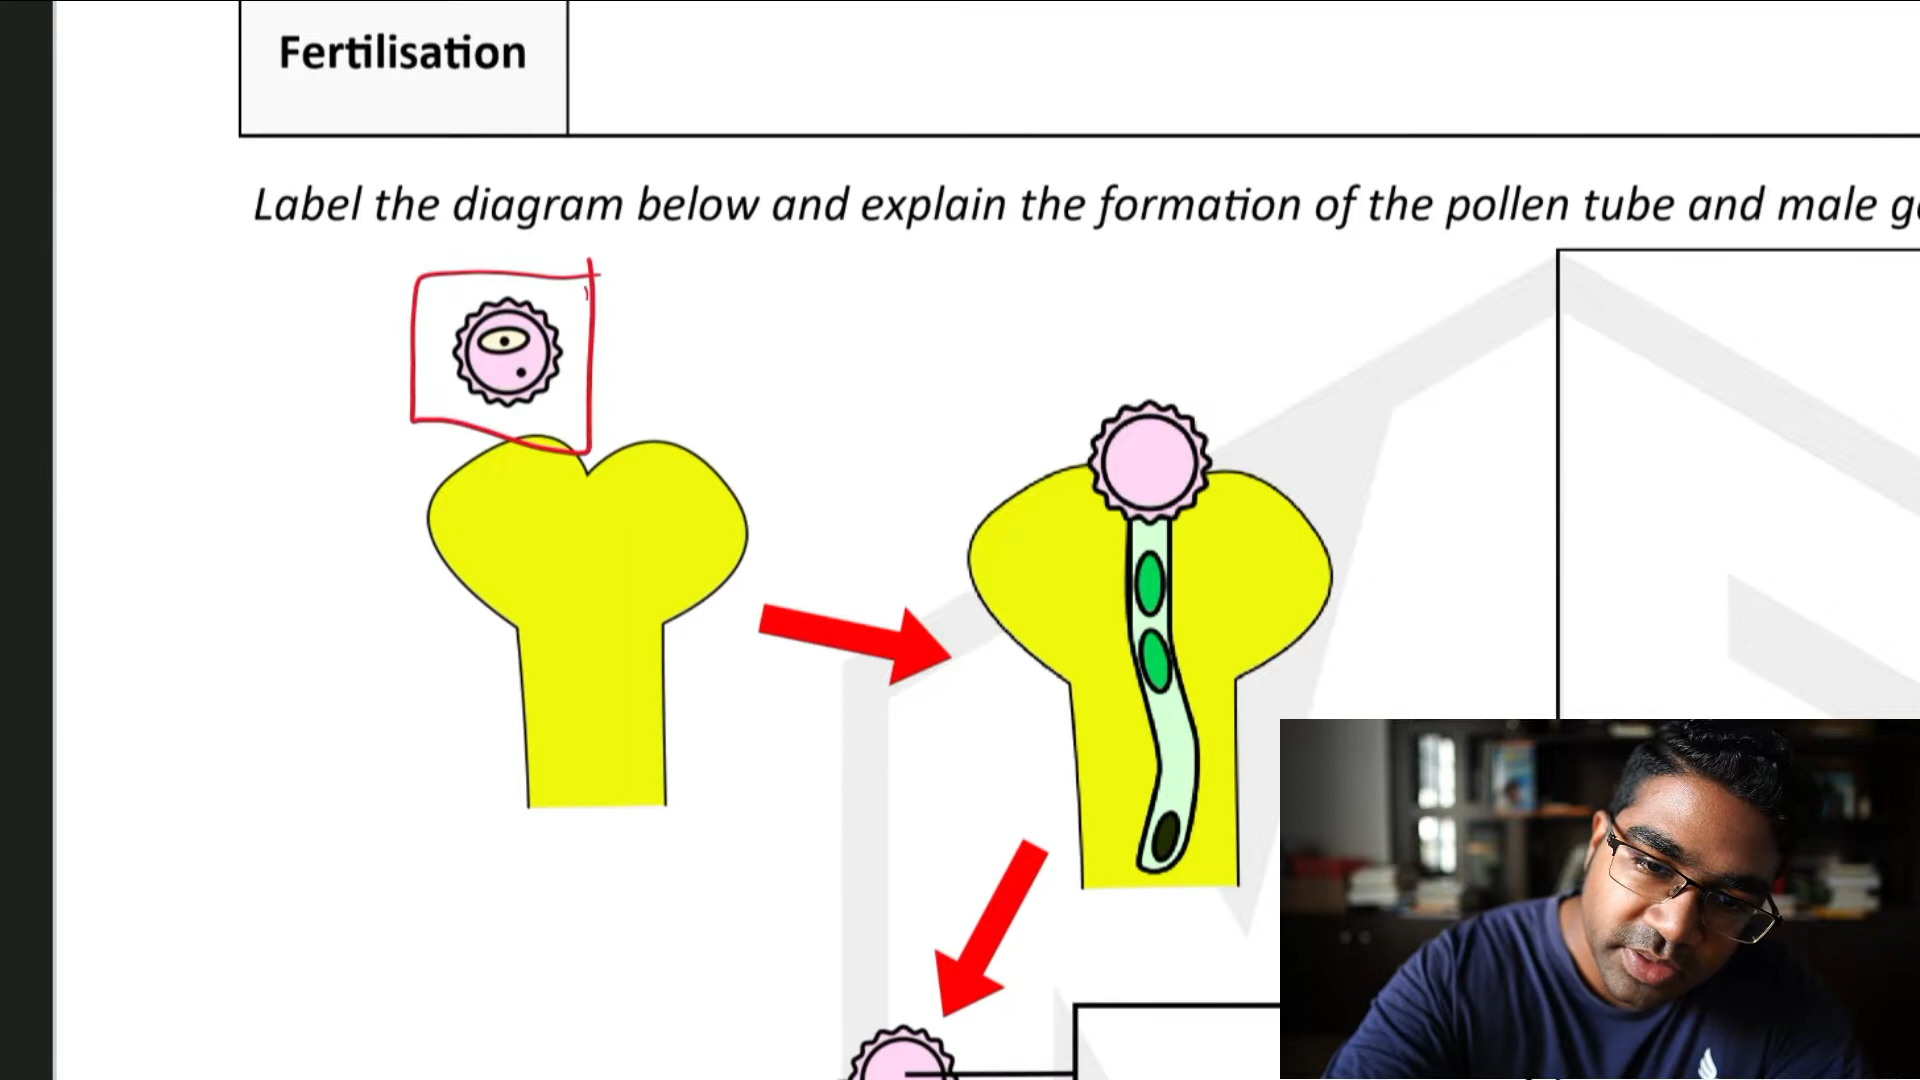 Fertilisation
Label the diagram below and explain the formation of the pollen tube and male